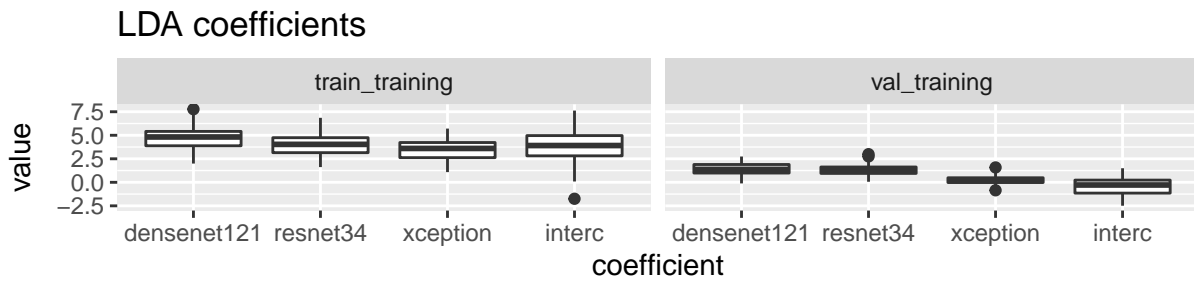 LDA coefficients
train_training val_training
7.5
5.0
2.5
0.0
−2.5
value
densenet121 resnet34 xception interc densenet121 resnet34 xception interc
coefficient